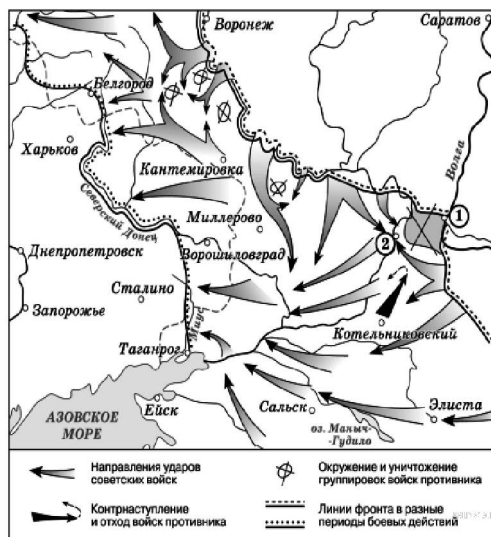 Воронеж
Саратов
Белгород
Харьков
Волга
Кантемировка
Северский Донец
1
Миллерово
2
Днепропетровск
Ворошиловград
Сталино
Запорожье
Миус
Котельниковский
Таганрог
АЗОВСКОЕ
МОРЕ
Ейск
Сальск
Элиста
оз. Маныч-
-Гудило
Направления ударов
советских войск
Окружение и уничтожение
группировок войск противника
Контрнаступление
и отход войск противника
Линии фронта в разные
периоды боевых действий